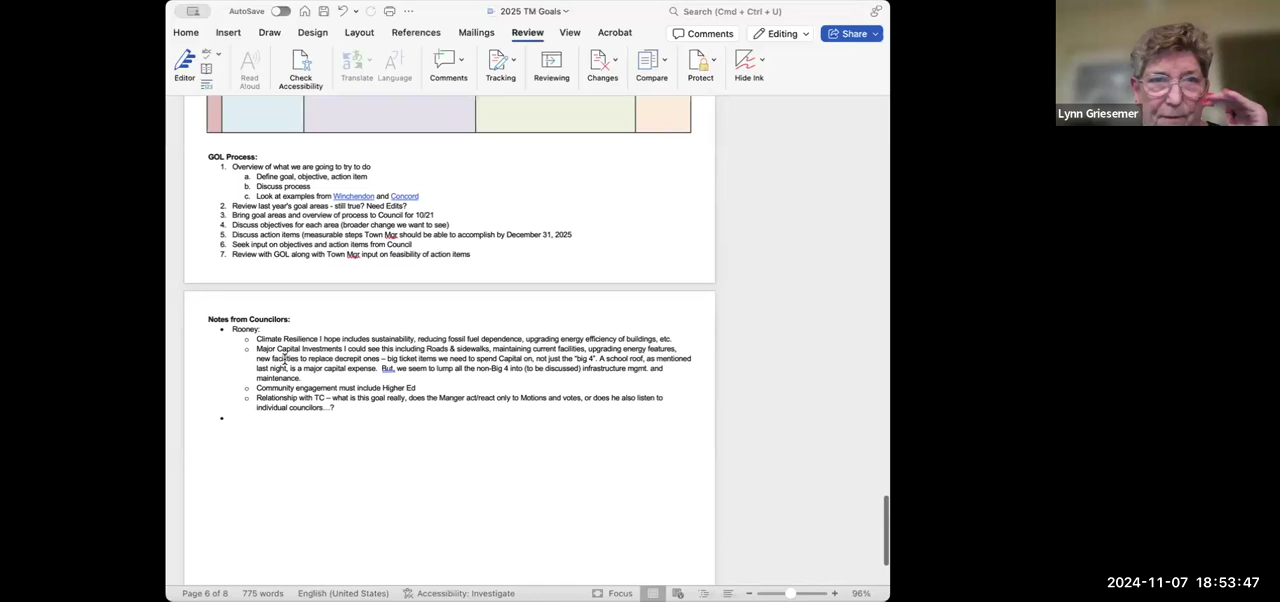 AutoSave
2025 TM Goals
Search (Cmd + Ctrl + U)
Home Insert Draw Design Layout References Mailings Review View Acrobat
Comments Editing Share
Editor
Read Aloud
Check Accessibility
Translate Language
Comments
Tracking
Reviewing
Changes
Compare
Protect
Hide Ink
Lynn Griesemer
GOL Process:
1. Overview of what we are going to try to do
a. Define goal, objective, action item
b. Discuss process
c. Look at examples from Winchendon and Concord
2. Review last year's goal areas - still true? Need Edits?
3. Bring goal areas and overview of process to Council for 10/21
4. Discuss objectives for each area (broader change we want to see)
5. Discuss action items (measurable steps Town Mgr should be able to accomplish by December 31, 2025
6. Seek input on objectives and action items from Council
7. Review with GOL along with Town Mgr input on feasibility of action items
Notes from Councilors:
• Rooney:
o Climate Resilience I hope includes sustainability, reducing fossil fuel dependence, upgrading energy efficiency of buildings, etc.
o Major Capital Investments I could see this including Roads & sidewalks, maintaining current facilities, upgrading energy features,
new facilities to replace decrepit ones – big ticket items we need to spend Capital on, not just the "big 4". A school roof, as mentioned
last night, is a major capital expense. But, we seem to lump all the non-Big 4 into (to be discussed) infrastructure mgmt. and
maintenance.
o Community engagement must include Higher Ed
o Relationship with TC – what is this goal really, does the Manger act/react only to Motions and votes, or does he also listen to
individual councilors…?
•
Page 6 of 8 775 words English (United States) Accessibility: Investigate Focus 96%
2024-11-07 18:53:47